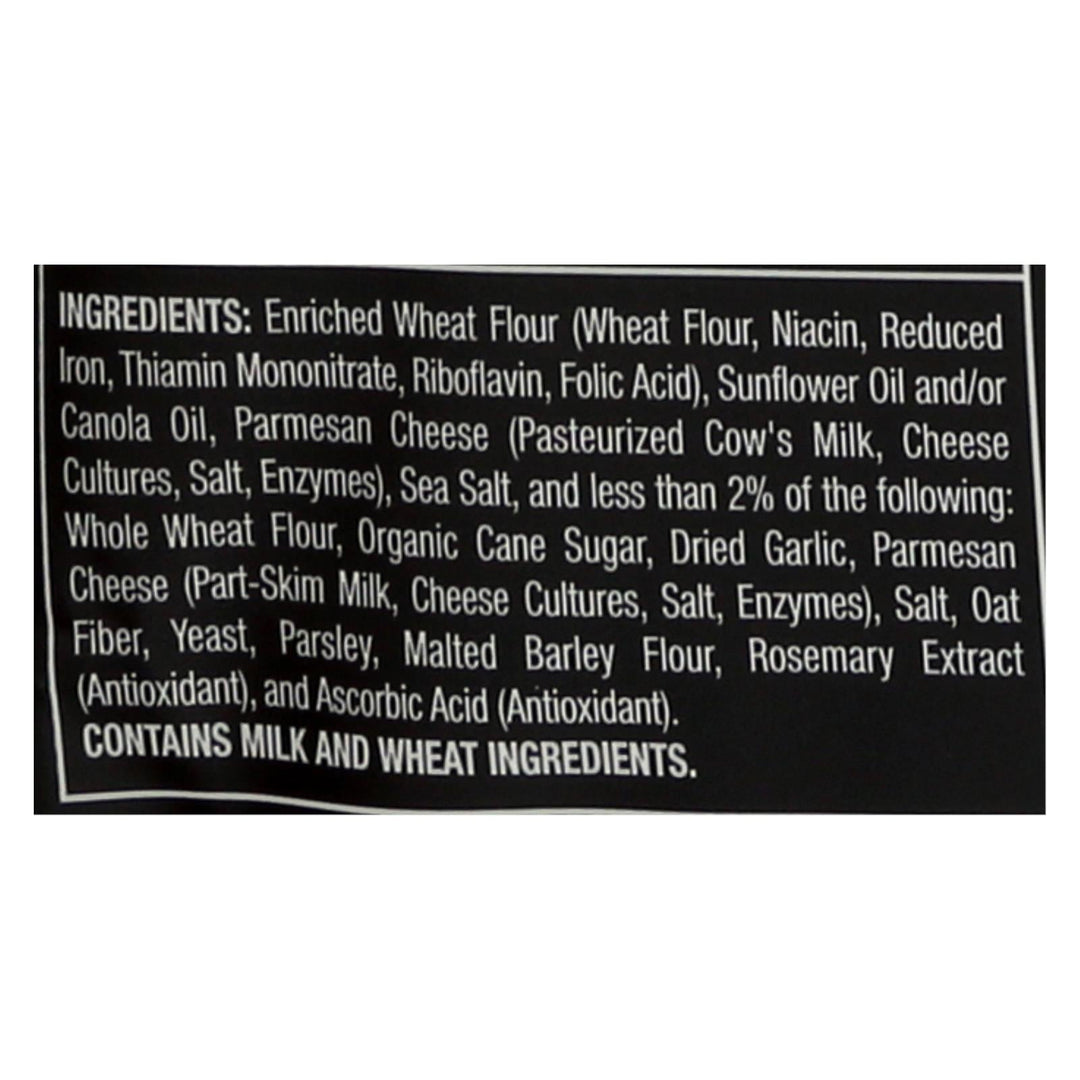 INGREDIENTS: Enriched Wheat Flour (Wheat Flour, Niacin, Reduced
Iron, Thiamin Mononitrate, Riboflavin, Folic Acid), Sunflower Oil and/or
Canola Oil, Parmesan Cheese (Pasteurized Cow's Milk, Cheese
Cultures, Salt, Enzymes), Sea Salt, and less than 2% of the following:
Whole Wheat Flour, Organic Cane Sugar, Dried Garlic, Parmesan
Cheese (Part-Skim Milk, Cheese Cultures, Salt, Enzymes), Salt, Oat
Fiber, Yeast, Parsley, Malted Barley Flour, Rosemary Extract
(Antioxidant), and Ascorbic Acid (Antioxidant).
CONTAINS MILK AND WHEAT INGREDIENTS.